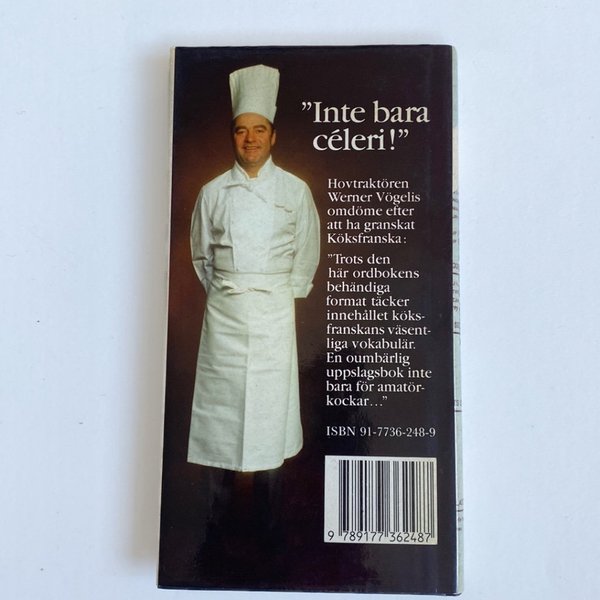 ”Inte bara
céleri!”
Hovtraktören
Werner Vögelis
omdöme efter
att ha granskat
Köksfranska:
”Trots den
här ordbokens
behändiga
format täcker
innehållet köks-
franskans väsent-
liga vokabulär.
En oumbärlig
uppslagsbok inte
bara för amatör-
kockar...”
ISBN 91-7736-248-9
9 789177 362487